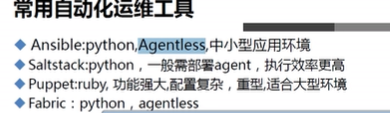 常用自动化运维工具
Ansible:python,Agentless,中小型应用环境
Saltstack:python，一般需部署agent，执行效率更高
Puppet:ruby, 功能强大,配置复杂，重型,适合大型环境
Fabric：python，agentless